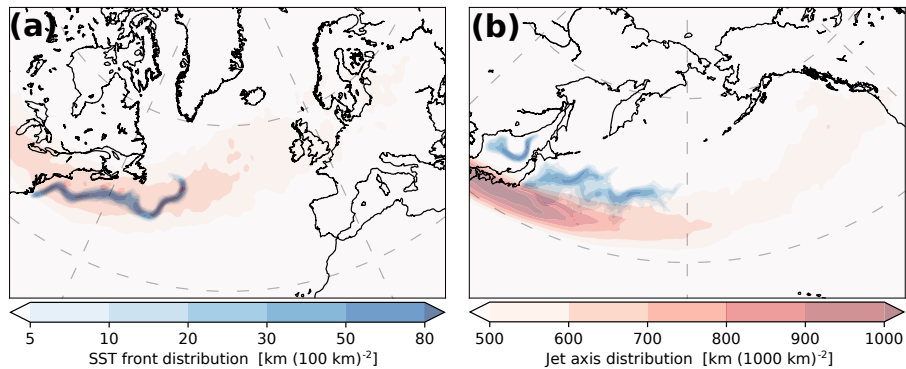 (a)
(b)
5 10 20 30 50 80
SST front distribution [km (100 km)⁻²]
500 600 700 800 900 1000
Jet axis distribution [km (1000 km)⁻²]